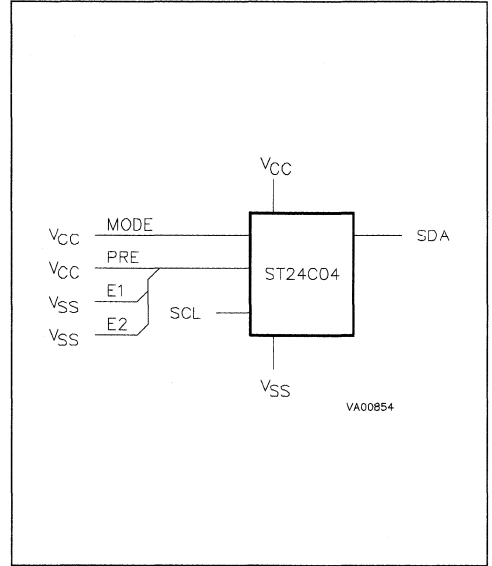 VCC
VCC MODE SDA
VCC PRE
ST24C04
VSS E1
SCL
VSS E2
VSS
VA00854